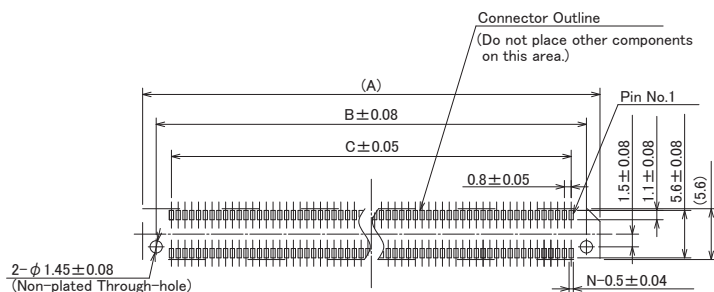 Connector Outline
(Do not place other components
on this area.)
(A)
Pin No.1
B±0.08
C±0.05
0.8±0.05
1.5±0.08
1.1±0.08
5.6±0.08
(5.6)
2-φ1.45±0.08
(Non-plated Through-hole)
N-0.5±0.04